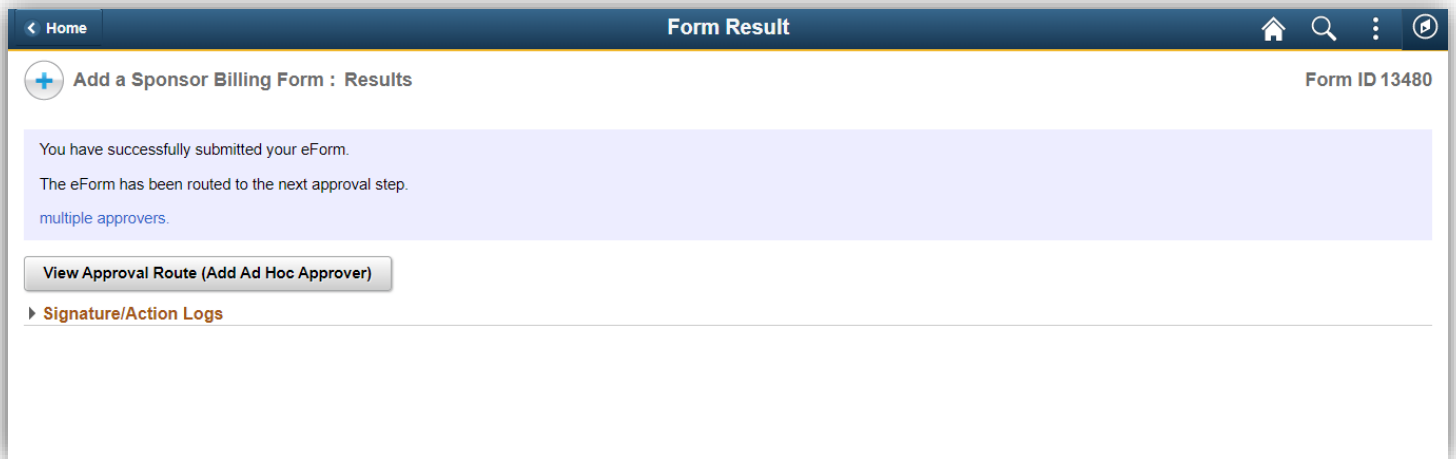 Home
Form Result
Add a Sponsor Billing Form : Results
Form ID 13480
You have successfully submitted your eForm.
The eForm has been routed to the next approval step.
multiple approvers.
View Approval Route (Add Ad Hoc Approver)
Signature/Action Logs